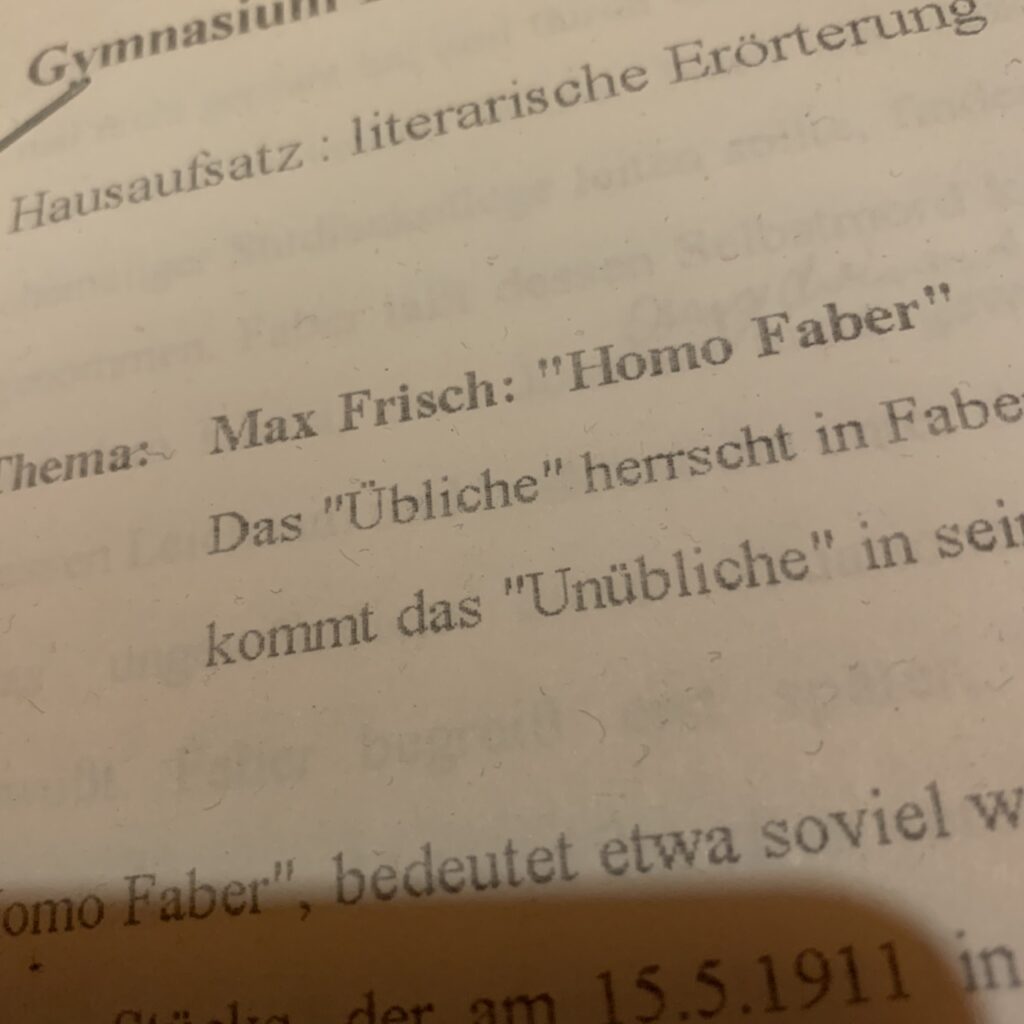 Gymnasium
Hausaufsatz : literarische Erörterung
Thema: Max Frisch: "Homo Faber"
Das "Übliche" herrscht in Fabe
kommt das "Unübliche" in sein
omo Faber", bedeutet etwa soviel w
der am 15.5.1911 in